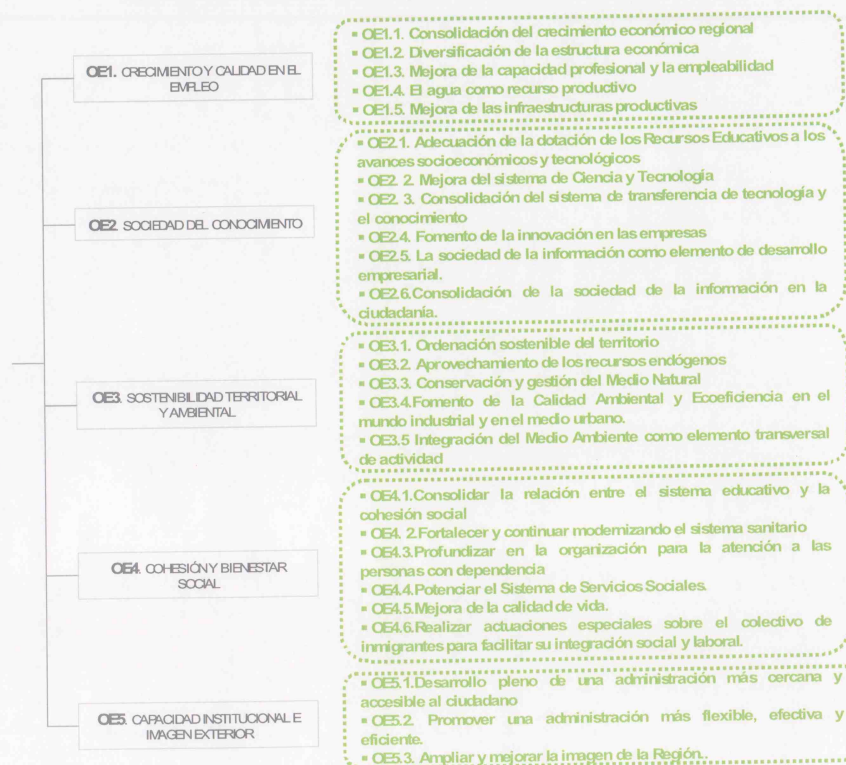 OE1. CRECIMIENTO Y CALIDAD EN EL
EMPLEO
▪ OE1.1. Consolidación del crecimiento económico regional
▪ OE1.2. Diversificación de la estructura económica
▪ OE1.3. Mejora de la capacidad profesional y la empleabilidad
▪ OE1.4. El agua como recurso productivo
▪ OE1.5. Mejora de las infraestructuras productivas
OE2. SOCIEDAD DEL CONOCIMIENTO
▪ OE2.1. Adecuación de la dotación de los Recursos Educativos a los
avances socioeconómicos y tecnológicos
▪ OE2. 2. Mejora del sistema de Ciencia y Tecnología
▪ OE2. 3. Consolidación del sistema de transferencia de tecnología y
el conocimiento
▪ OE2.4. Fomento de la innovación en las empresas
▪ OE2.5. La sociedad de la información como elemento de desarrollo
empresarial.
▪ OE2.6.Consolidación de la sociedad de la información en la
ciudadanía.
OE3. SOSTENIBILIDAD TERRITORIAL
Y AMBIENTAL
▪ OE3.1. Ordenación sostenible del territorio
▪ OE3.2. Aprovechamiento de los recursos endógenos
▪ OE3.3. Conservación y gestión del Medio Natural
▪ OE3.4.Fomento de la Calidad Ambiental y Ecoeficiencia en el
mundo industrial y en el medio urbano.
▪ OE3.5 Integración del Medio Ambiente como elemento transversal
de actividad
OE4. COHESIÓN Y BIENESTAR
SOCIAL
▪ OE4.1.Consolidar la relación entre el sistema educativo y la
cohesión social
▪ OE4. 2.Fortalecer y continuar modernizando el sistema sanitario
▪ OE4.3.Profundizar en la organización para la atención a las
personas con dependencia
▪ OE4.4.Potenciar el Sistema de Servicios Sociales.
▪ OE4.5.Mejora de la calidad de vida.
▪ OE4.6.Realizar actuaciones especiales sobre el colectivo de
inmigrantes para facilitar su integración social y laboral.
OE5. CAPACIDAD INSTITUCIONAL E
IMAGEN EXTERIOR
▪ OE5.1.Desarrollo pleno de una administración más cercana y
accesible al ciudadano
▪ OE5.2. Promover una administración más flexible, efectiva y
eficiente.
▪ OE5.3. Ampliar y mejorar la imagen de la Región..